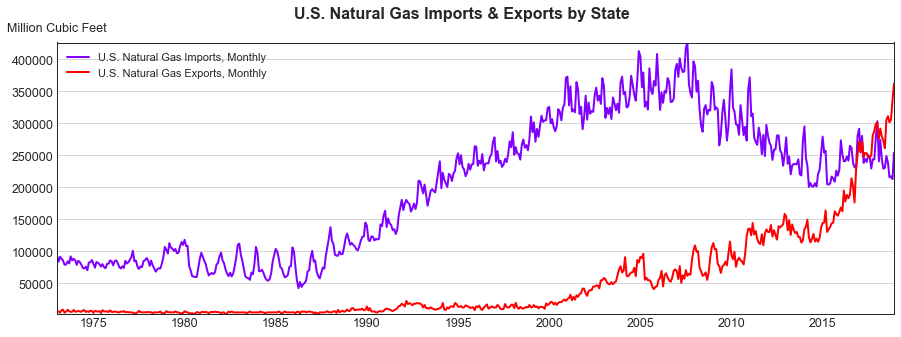 U.S. Natural Gas Imports & Exports by State
Million Cubic Feet
U.S. Natural Gas Imports, Monthly
U.S. Natural Gas Exports, Monthly
400000
350000
300000
250000
200000
150000
100000
50000
1975 1980 1985 1990 1995 2000 2005 2010 2015